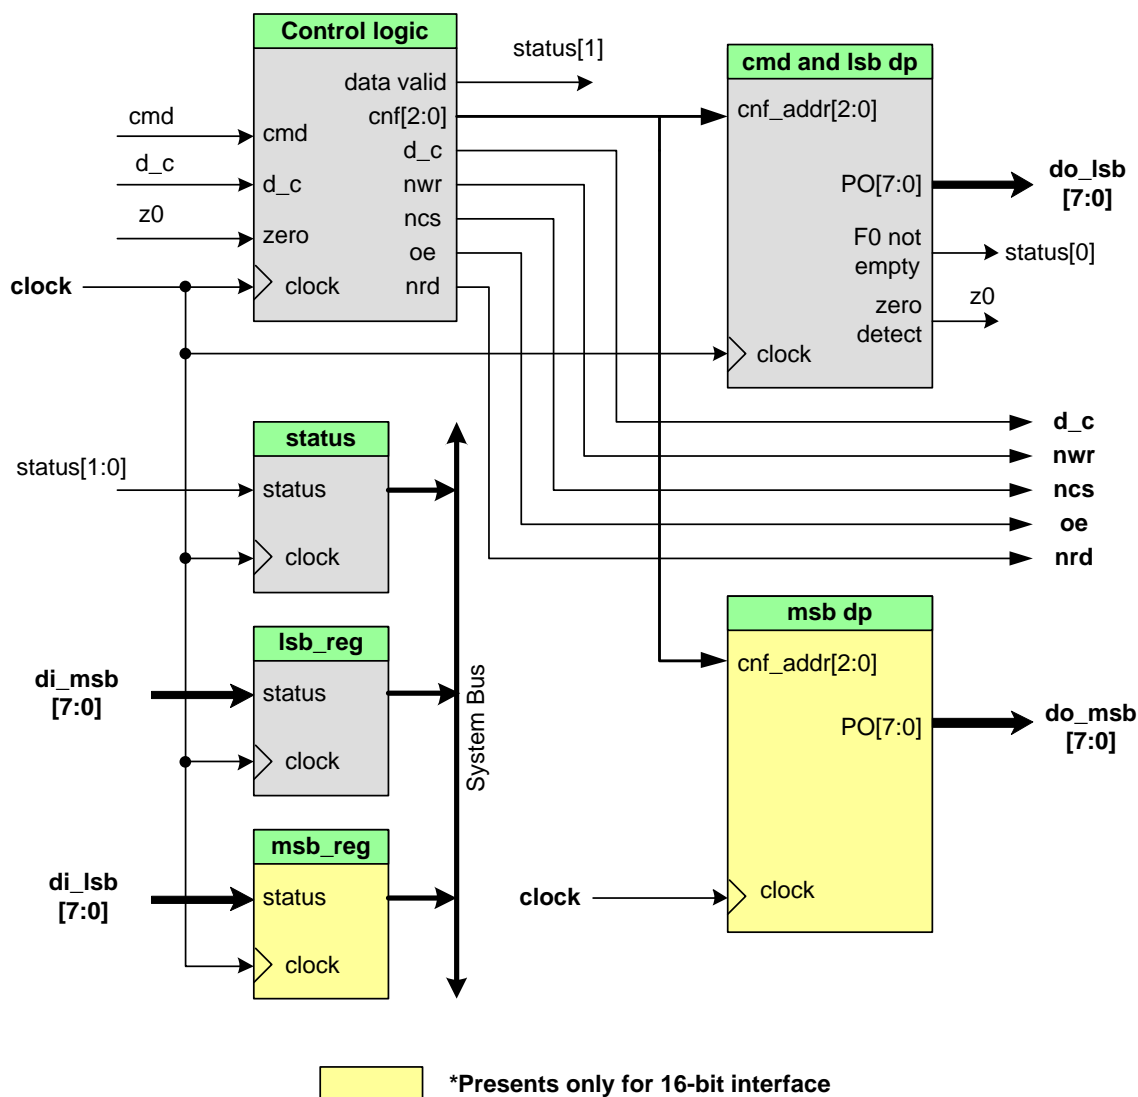 Control logic
data valid
cnf[2:0]
cmd
d_c
d_c
nwr
ncs
zero
oe
clock
nrd
cmd
d_c
z0
clock
status[1]
cmd and lsb dp
cnf_addr[2:0]
PO[7:0]
F0 not
empty
zero
detect
clock
do_lsb
[7:0]
status[0]
z0
d_c
nwr
ncs
oe
nrd
status
status[1:0]
status
clock
lsb_reg
di_msb
[7:0]
status
clock
msb_reg
di_lsb
[7:0]
status
clock
System Bus
msb dp
cnf_addr[2:0]
PO[7:0]
clock
clock
do_msb
[7:0]
*Presents only for 16-bit interface